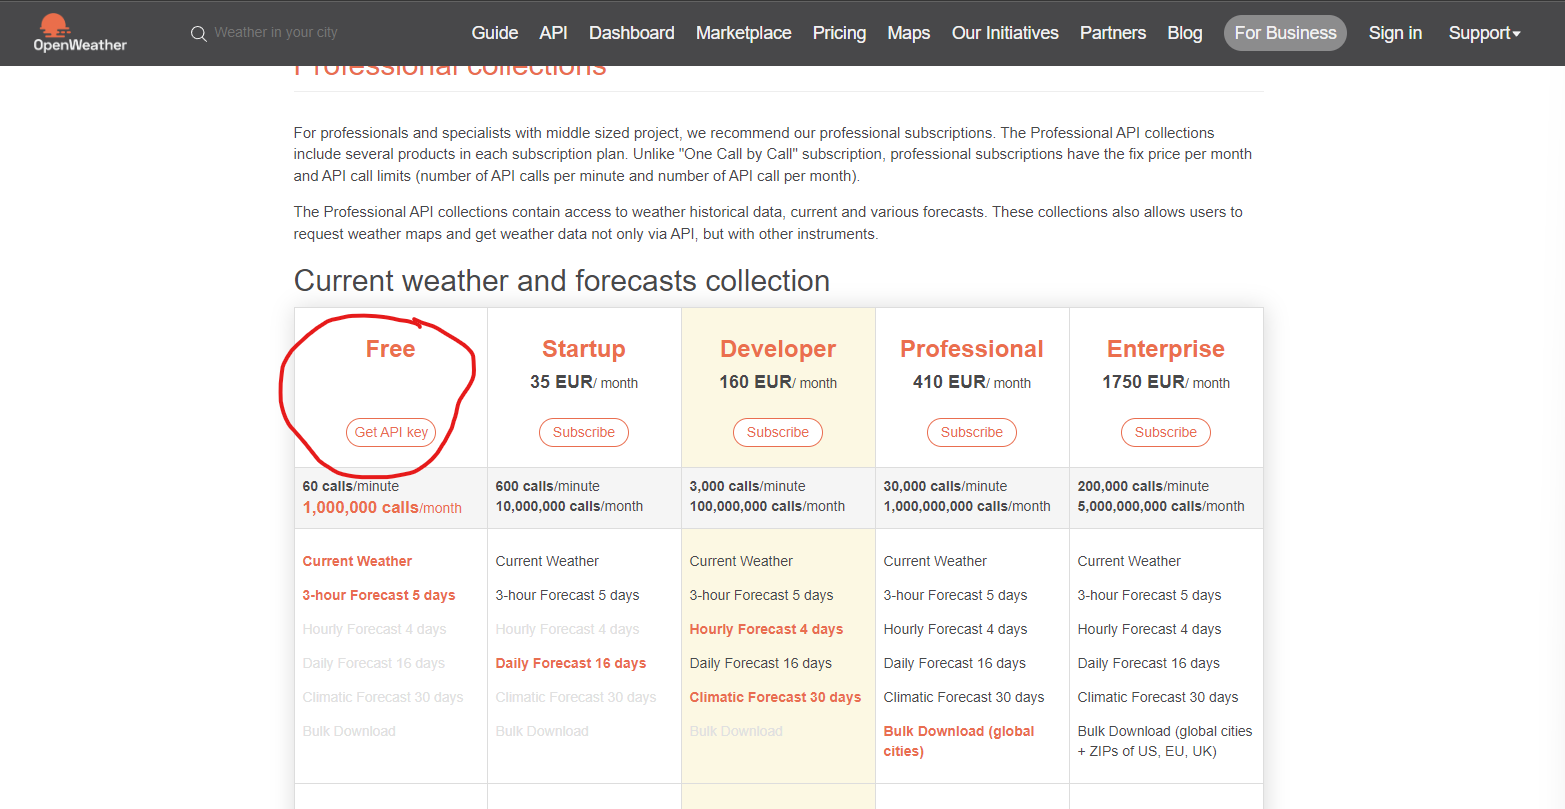 OpenWeather
Weather in your city
Guide API Dashboard Marketplace Pricing Maps Our Initiatives Partners Blog For Business Sign in Support
Professional collections
For professionals and specialists with middle sized project, we recommend our professional subscriptions. The Professional API collections
include several products in each subscription plan. Unlike "One Call by Call" subscription, professional subscriptions have the fix price per month
and API call limits (number of API calls per minute and number of API call per month).
The Professional API collections contain access to weather historical data, current and various forecasts. These collections also allows users to
request weather maps and get weather data not only via API, but with other instruments.
Current weather and forecasts collection
Free Startup Developer Professional Enterprise
35 EUR/ month 160 EUR/ month 410 EUR/ month 1750 EUR/ month
Get API key Subscribe Subscribe Subscribe Subscribe
60 calls/minute 600 calls/minute 3,000 calls/minute 30,000 calls/minute 200,000 calls/minute
1,000,000 calls/month 10,000,000 calls/month 100,000,000 calls/month 1,000,000,000 calls/month 5,000,000,000 calls/month
Current Weather Current Weather Current Weather Current Weather Current Weather
3-hour Forecast 5 days 3-hour Forecast 5 days 3-hour Forecast 5 days 3-hour Forecast 5 days 3-hour Forecast 5 days
Hourly Forecast 4 days Hourly Forecast 4 days Hourly Forecast 4 days Hourly Forecast 4 days Hourly Forecast 4 days
Daily Forecast 16 days Daily Forecast 16 days Daily Forecast 16 days Daily Forecast 16 days Daily Forecast 16 days
Climatic Forecast 30 days Climatic Forecast 30 days Climatic Forecast 30 days Climatic Forecast 30 days Climatic Forecast 30 days
Bulk Download Bulk Download Bulk Download Bulk Download (global Bulk Download (global cities
cities) + ZIPs of US, EU, UK)